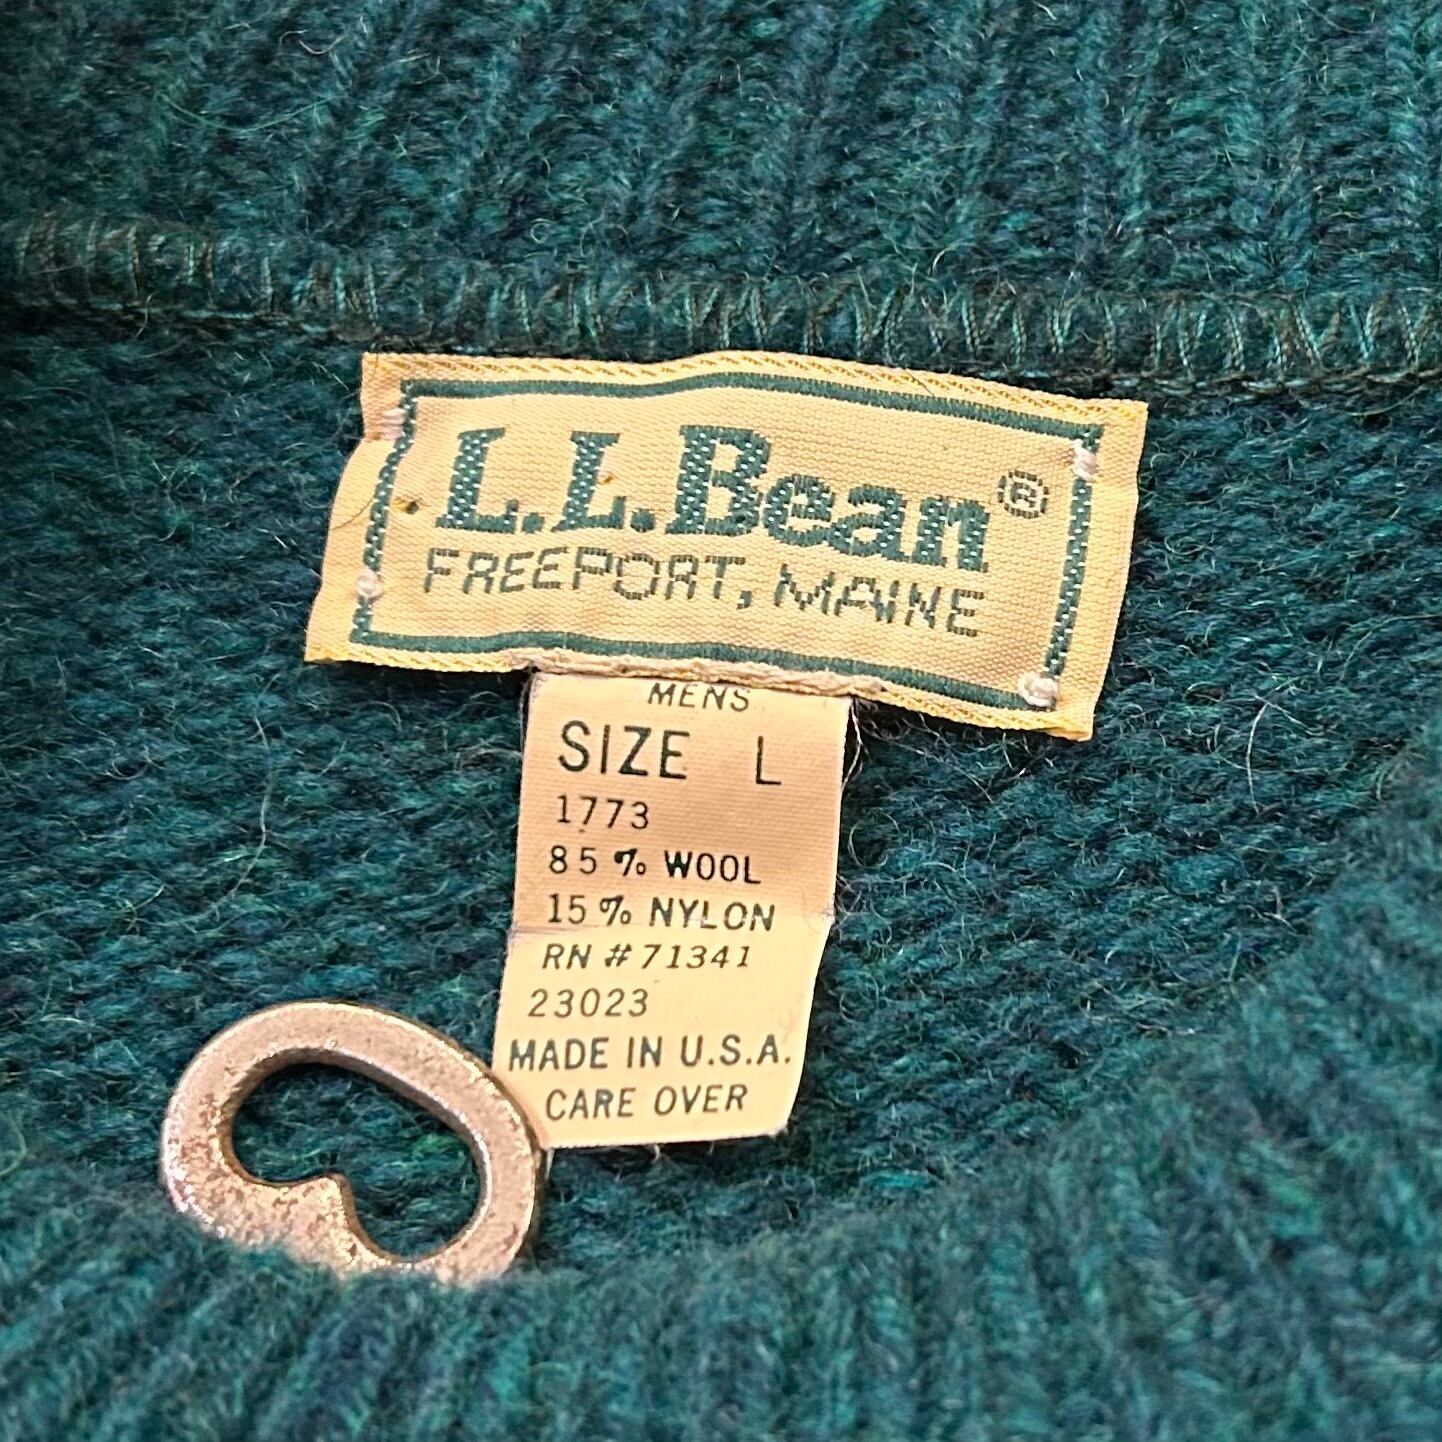 L.L.Bean®
FREEPORT, MAINE
MENS
SIZE L
1773
85% WOOL
15% NYLON
RN #71341
23023
MADE IN U.S.A.
CARE OVER